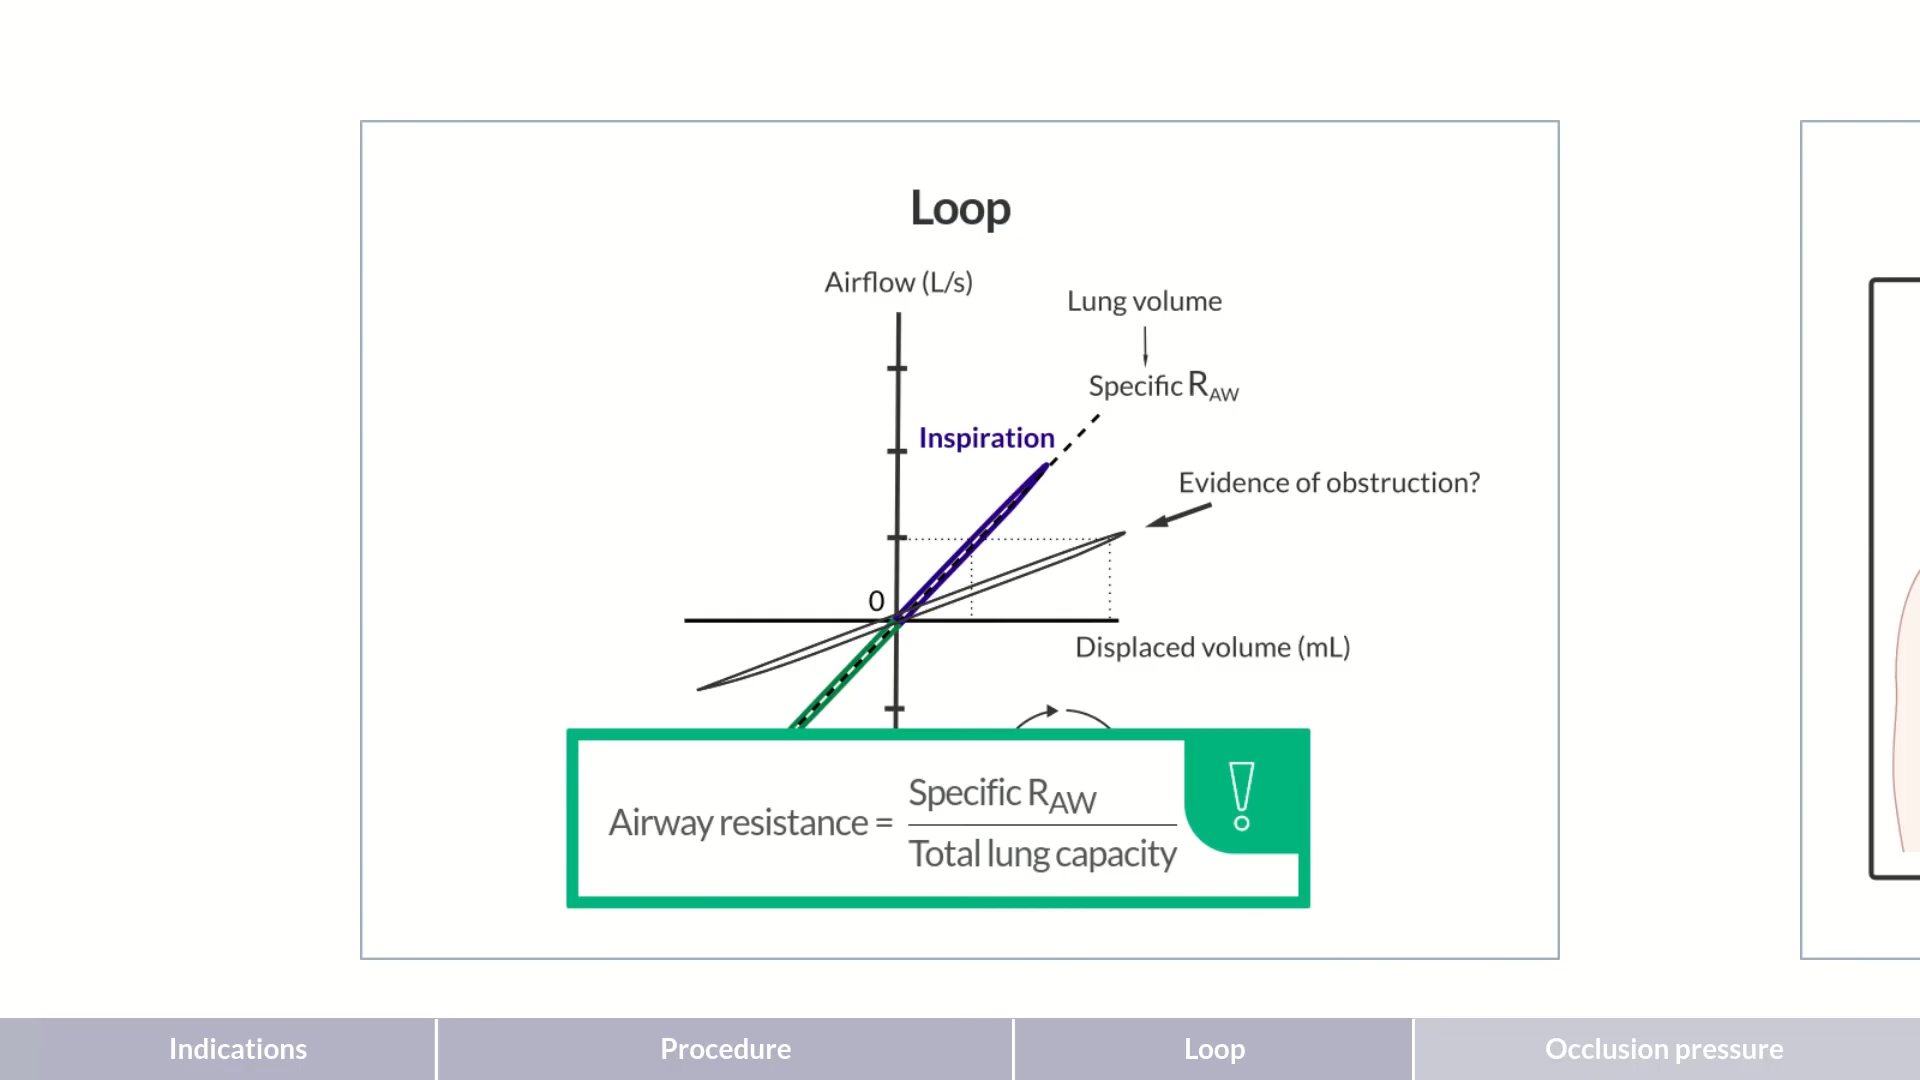 Loop
Airflow (L/s)
Lung volume
Specific RAW
Inspiration
Evidence of obstruction?
0
Displaced volume (mL)
Airway resistance = Specific RAW
Total lung capacity
!
Indications
Procedure
Loop
Occlusion pressure